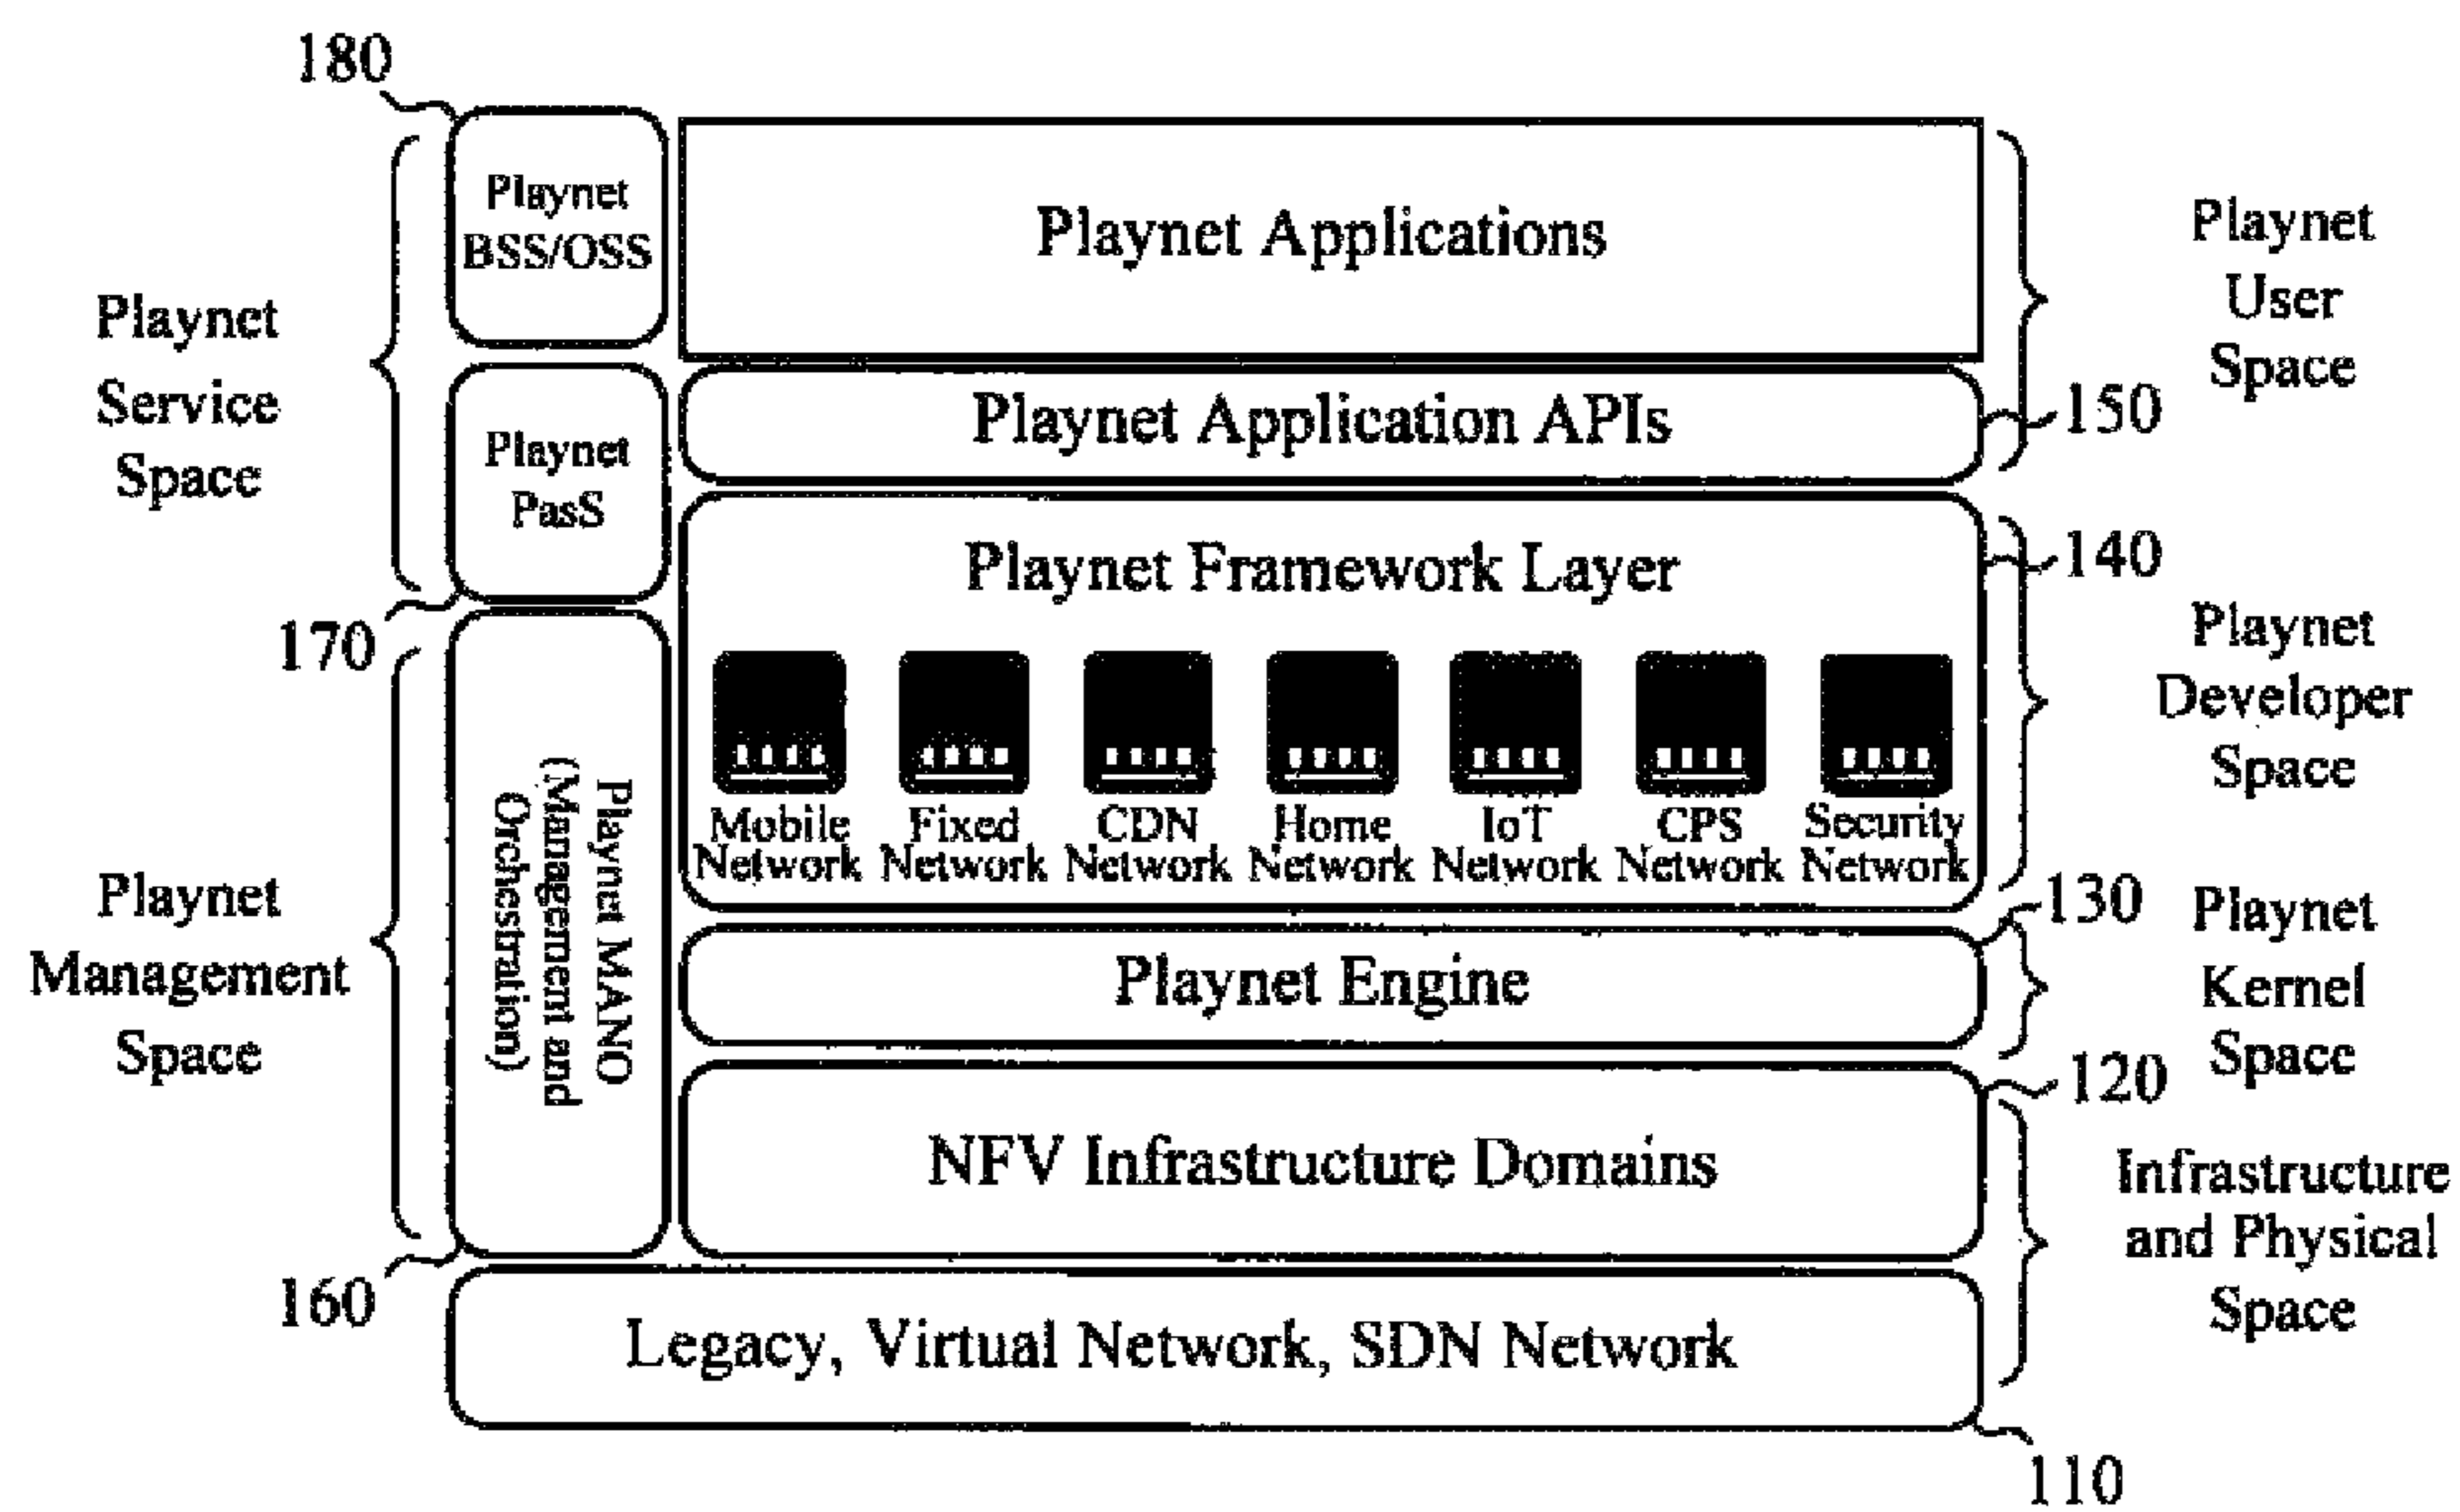 180
Playnet
BSS/OSS
Playnet Applications
Playnet
User
Space
Playnet
Service
Space
Playnet Application APIs
150
Playnet
PasS
170
Playnet Framework Layer
140
Mobile
Network
Fixed
Network
CDN
Network
Home
Network
IoT
Network
CPS
Network
Security
Network
Playnet
Developer
Space
Playnet
Management
Space
Playnet MANO
(Management and
Orchestration)
160
Playnet Engine
130
Playnet
Kernel
Space
NFV Infrastructure Domains
120
Infrastructure
and Physical
Space
Legacy, Virtual Network, SDN Network
110